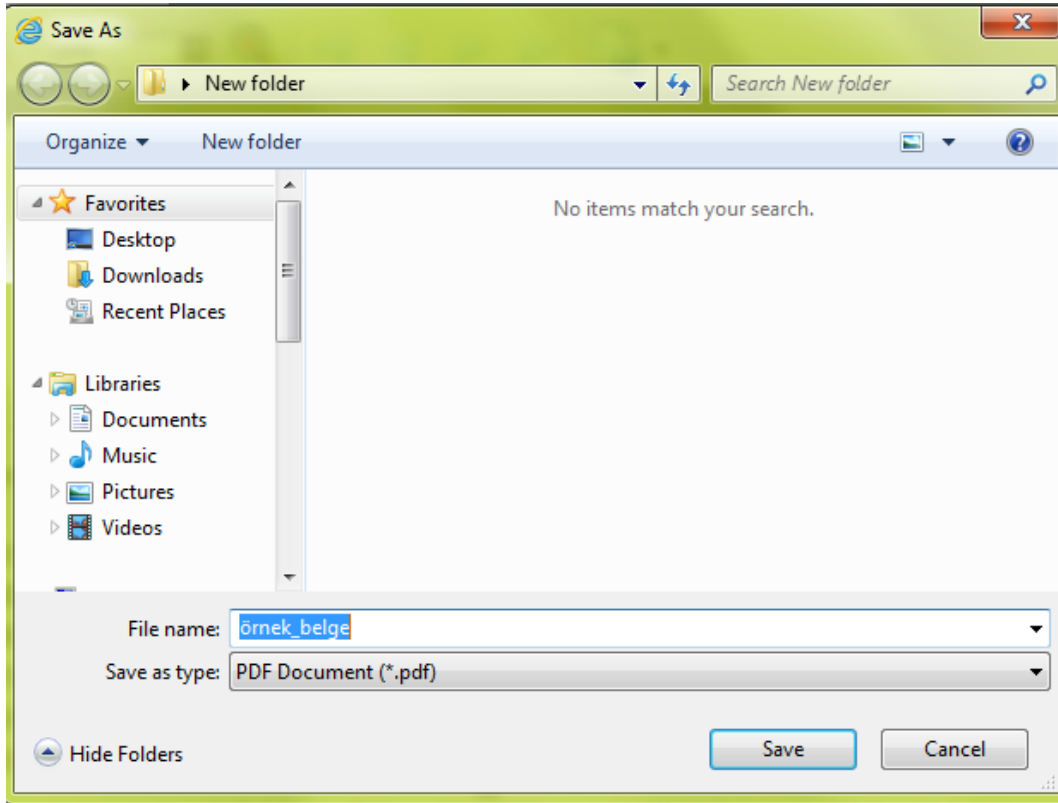 Save As
New folder
Search New folder
Organize
New folder
Favorites
Desktop
Downloads
Recent Places
Libraries
Documents
Music
Pictures
Videos
No items match your search.
File name: örnek_belge
Save as type: PDF Document (*.pdf)
Hide Folders
Save
Cancel